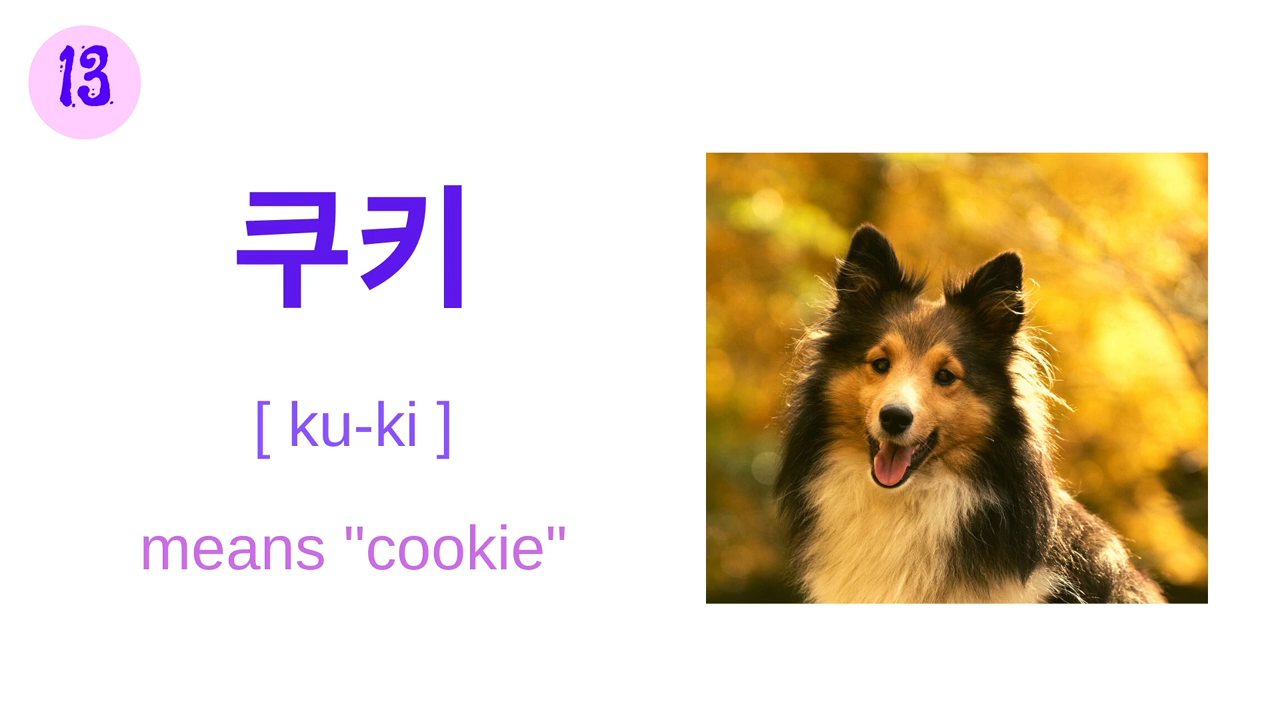 13
쿠키
[ ku-ki ]
means "cookie"